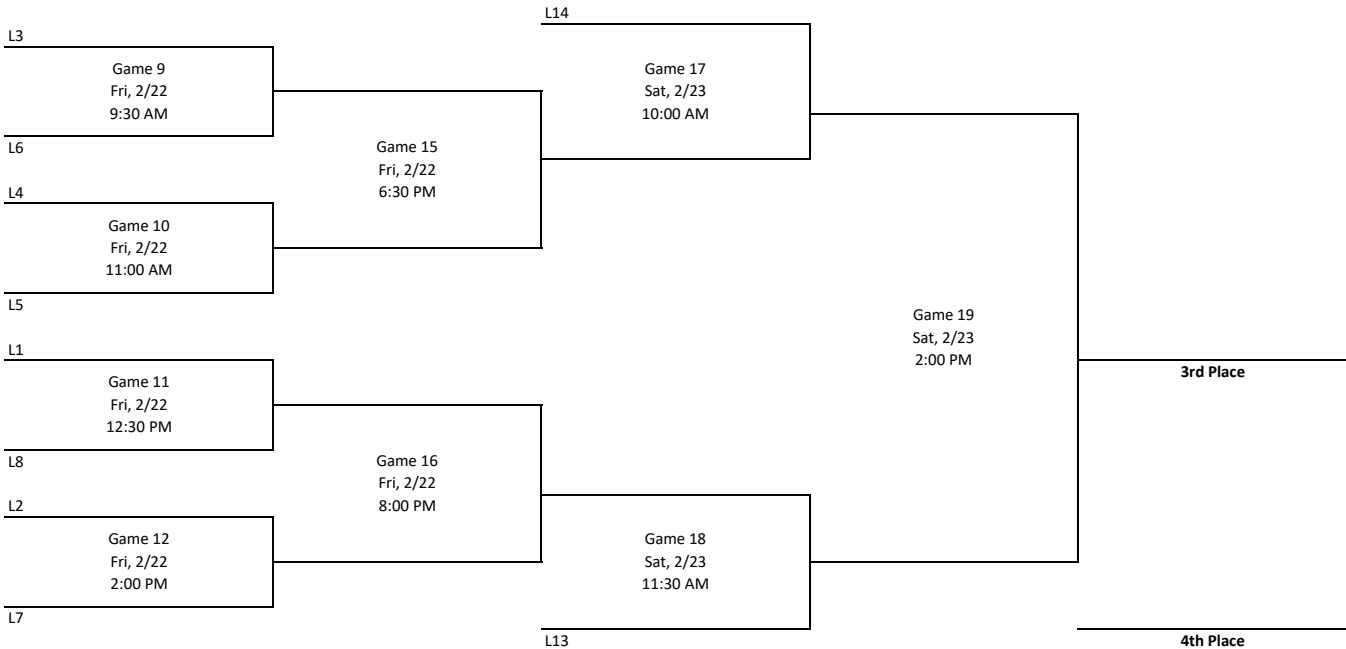 L3
Game 9
Fri, 2/22
9:30 AM
L6
L4
Game 10
Fri, 2/22
11:00 AM
L5
L1
Game 11
Fri, 2/22
12:30 PM
L8
L2
Game 12
Fri, 2/22
2:00 PM
L7
Game 15
Fri, 2/22
6:30 PM
Game 16
Fri, 2/22
8:00 PM
L14
Game 17
Sat, 2/23
10:00 AM
Game 18
Sat, 2/23
11:30 AM
L13
Game 19
Sat, 2/23
2:00 PM
3rd Place
4th Place